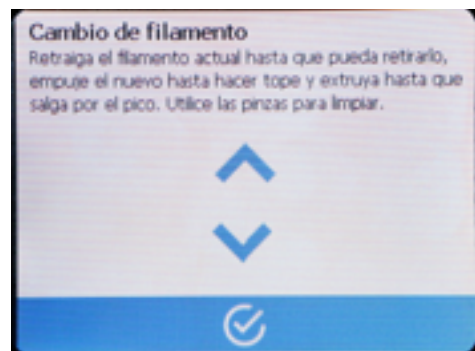 Cambio de filamento
Retraiga el filamento actual hasta que pueda retirarlo,
empuje el nuevo hasta hacer tope y extruya hasta que
salga por el pico. Utilice las pinzas para limpiar.